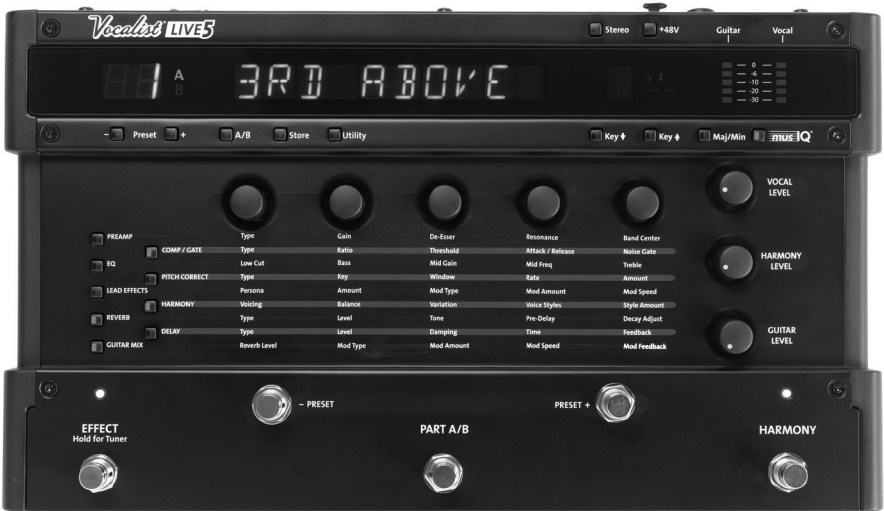 Vocalist LIVE5
Stereo +48V Guitar Vocal
1 A 3RD ABOVE
B
0
-6
-10
-20
-30
- Preset + A/B Store Utility Key Key Maj/Min musIQ
VOCAL
LEVEL
HARMONY
LEVEL
GUITAR
LEVEL
PREAMP Type Gain De-Esser Resonance Band Center
COMP / GATE Type Ratio Threshold Attack / Release Noise Gate
EQ Low Cut Bass Mid Gain Mid Freq Treble
PITCH CORRECT Type Key Window Rate Amount
LEAD EFFECTS Persona Amount Mod Type Mod Amount Mod Speed
HARMONY Voicing Balance Variation Voice Styles Style Amount
REVERB Type Level Tone Pre-Delay Decay Adjust
DELAY Type Level Damping Time Feedback
GUITAR MIX Reverb Level Mod Type Mod Amount Mod Speed Mod Feedback
- PRESET PRESET +
EFFECT PART A/B HARMONY
Hold for Tuner